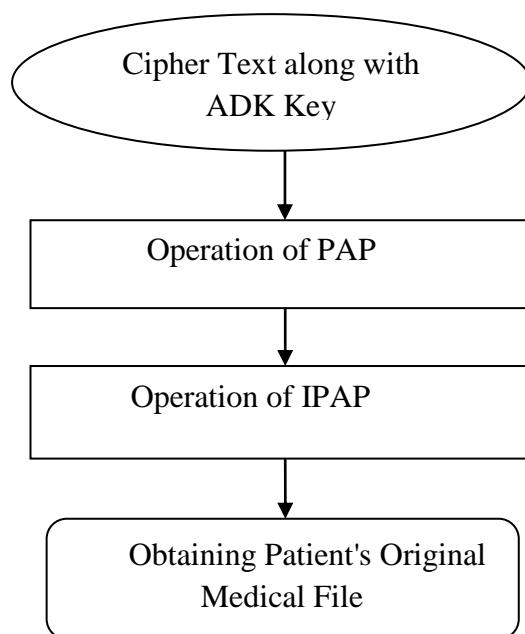 Cipher Text along with
ADK Key
Operation of PAP
Operation of IPAP
Obtaining Patient's Original
Medical File